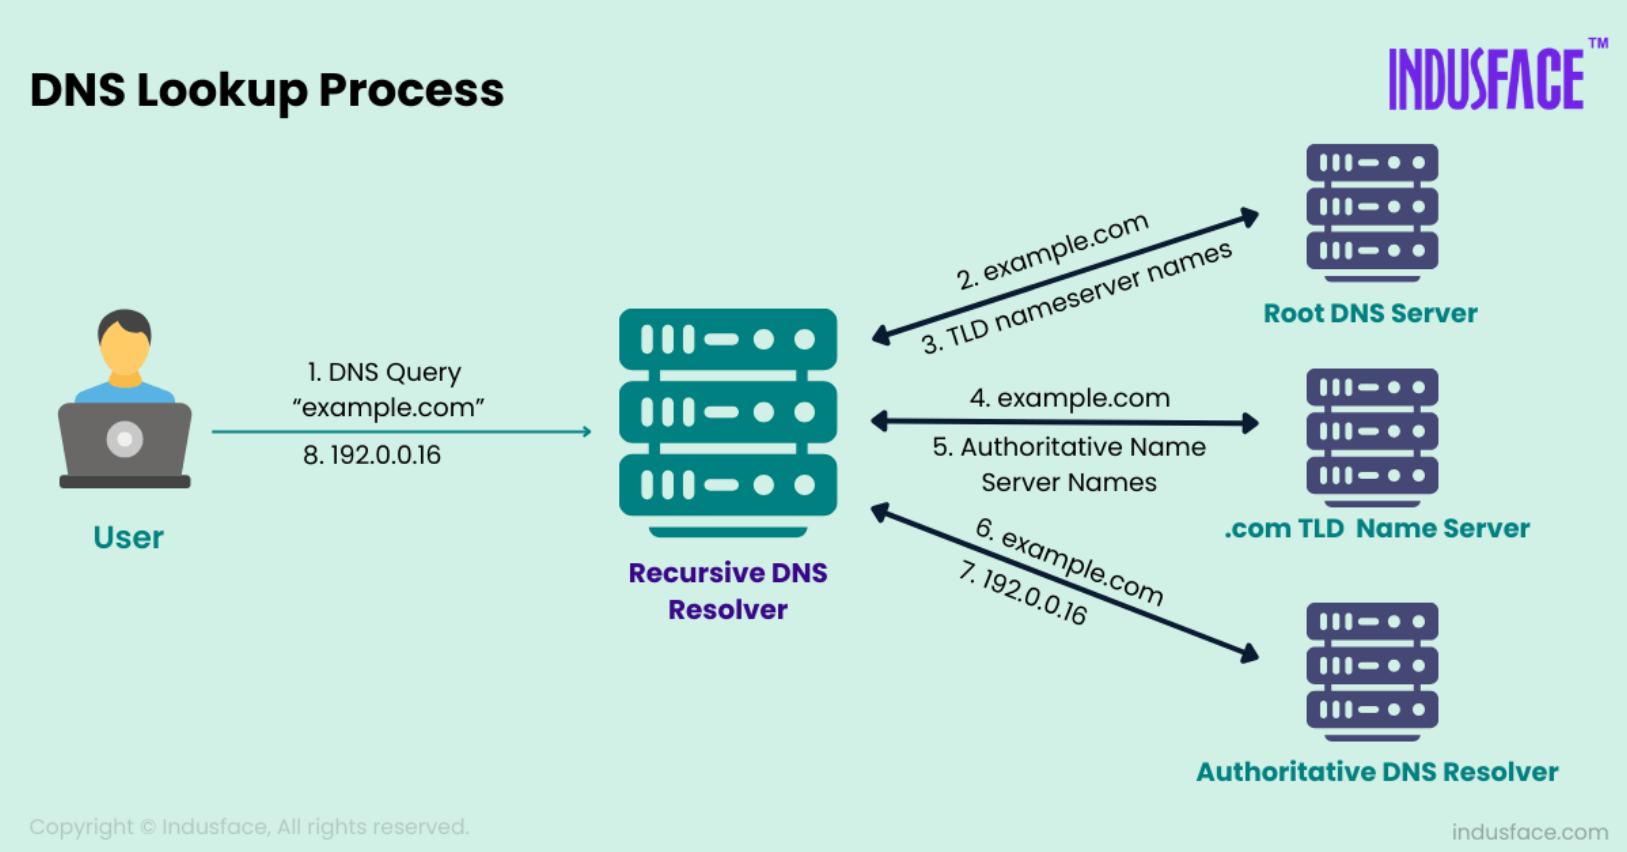 DNS Lookup Process
INDUSFACE™
1. DNS Query
“example.com”
8. 192.0.0.16
User
Recursive DNS
Resolver
2. example.com
3. TLD nameserver names
Root DNS Server
4. example.com
5. Authoritative Name
Server Names
.com TLD  Name Server
6. example.com
7. 192.0.0.16
Authoritative DNS Resolver
Copyright © Indusface, All rights reserved.
indusface.com